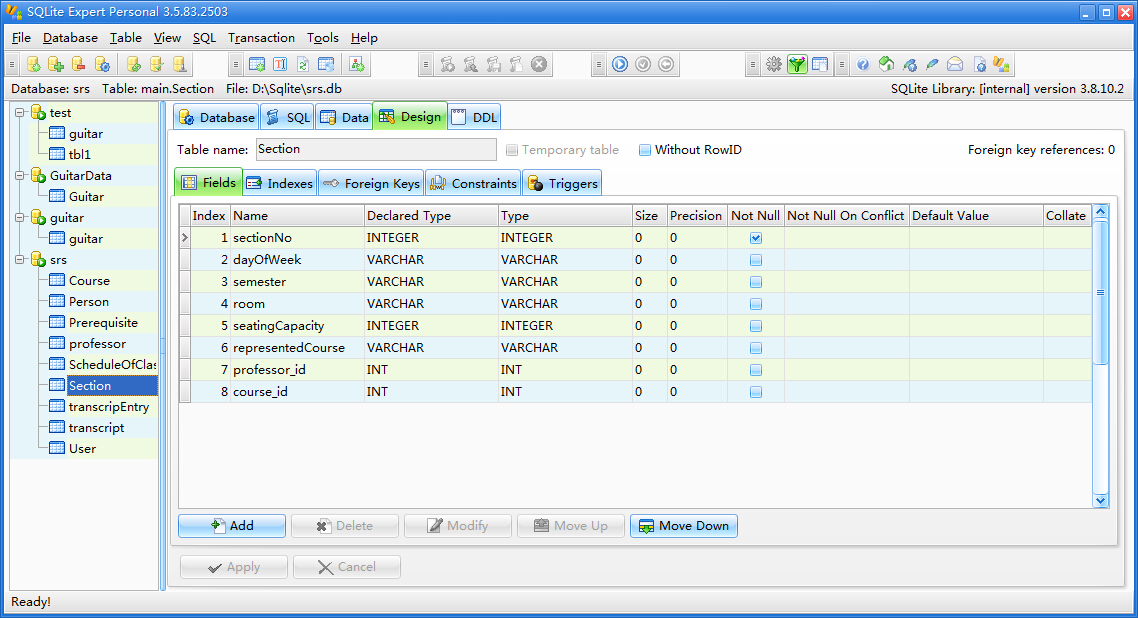 SQLite Expert Personal 3.5.83.2503
File Database Table View SQL Transaction Tools Help
Database: srs Table: main.Section File: D:\Sqlite\srs.db SQLite Library: [internal] version 3.8.10.2
test
guitar
tbl1
GuitarData
Guitar
guitar
guitar
srs
Course
Person
Prerequisite
professor
ScheduleOfClas
Section
transcripEntry
transcript
User
Database SQL Data Design DDL
Table name: Section Temporary table Without RowID Foreign key references: 0
Fields Indexes Foreign Keys Constraints Triggers
Index Name Declared Type Type Size Precision Not Null Not Null On Conflict Default Value Collate
1 sectionNo INTEGER INTEGER 0 0
2 dayOfWeek VARCHAR VARCHAR 0 0
3 semester VARCHAR VARCHAR 0 0
4 room VARCHAR VARCHAR 0 0
5 seatingCapacity INTEGER INTEGER 0 0
6 representedCourse VARCHAR VARCHAR 0 0
7 professor_id INT INT 0 0
8 course_id INT INT 0 0
Add Delete Modify Move Up Move Down
Apply Cancel
Ready!